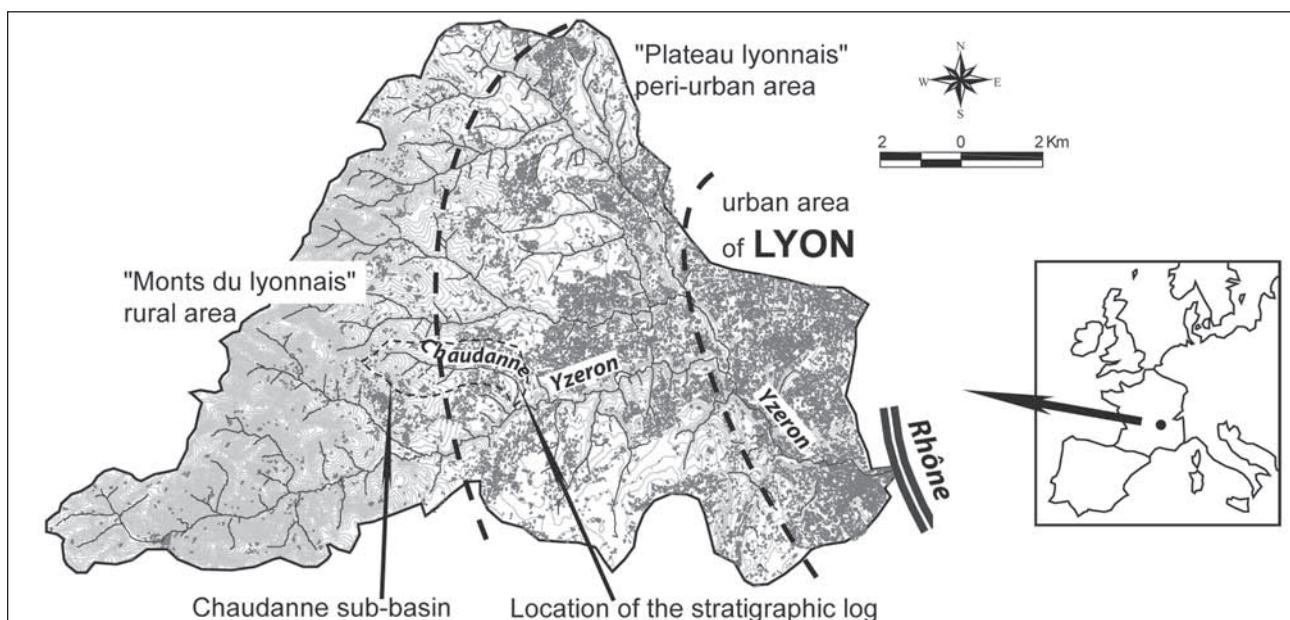 "Plateau lyonnais"
peri-urban area
N
W E
S
2 0 2 Km
urban area
of LYON
"Monts du lyonnais"
rural area
Chaudanne
Yzeron
Yzeron
Rhône
Chaudanne sub-basin
Location of the stratigraphic log